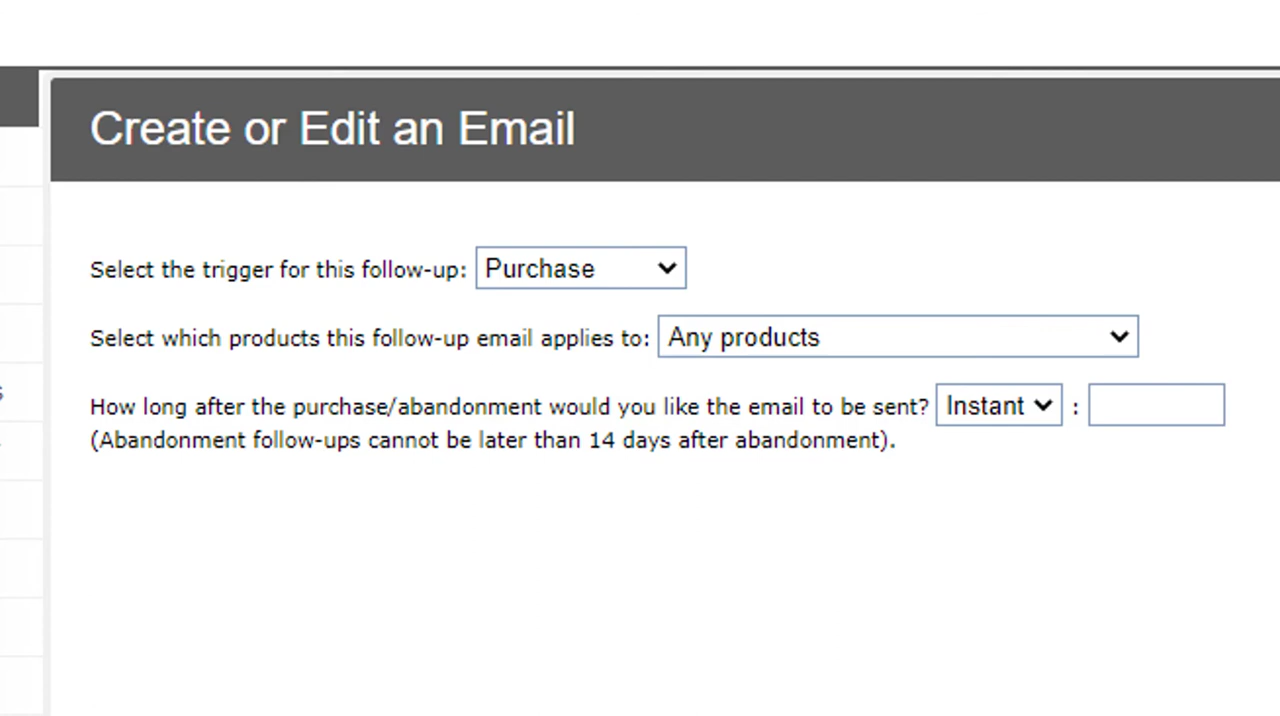 Create or Edit an Email
Select the trigger for this follow-up: Purchase
Select which products this follow-up email applies to: Any products
How long after the purchase/abandonment would you like the email to be sent? Instant :
(Abandonment follow-ups cannot be later than 14 days after abandonment).